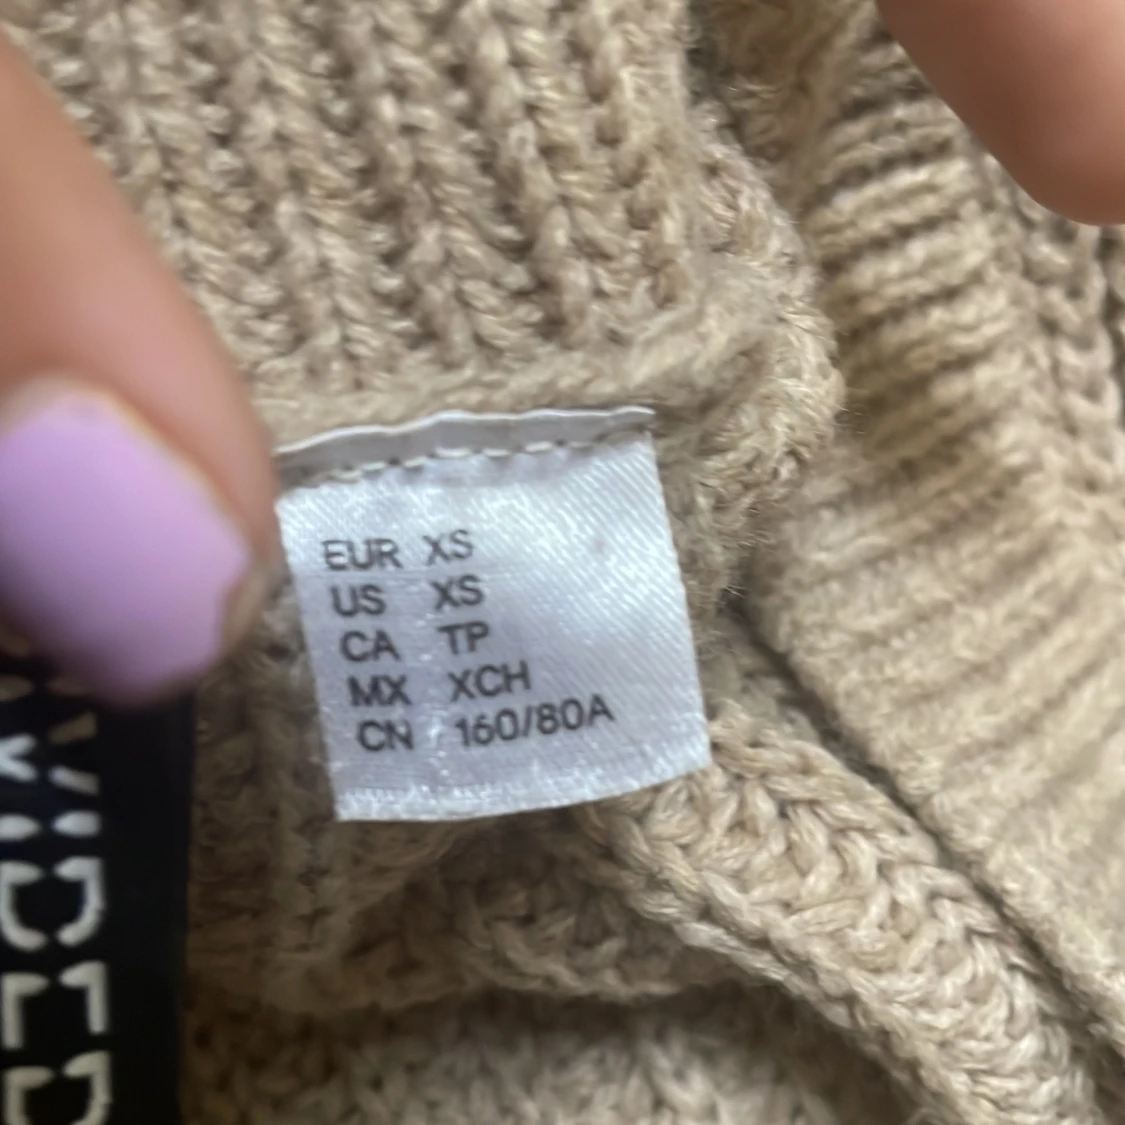 EUR XS
US XS
CA TP
MX XCH
CN 160/80A